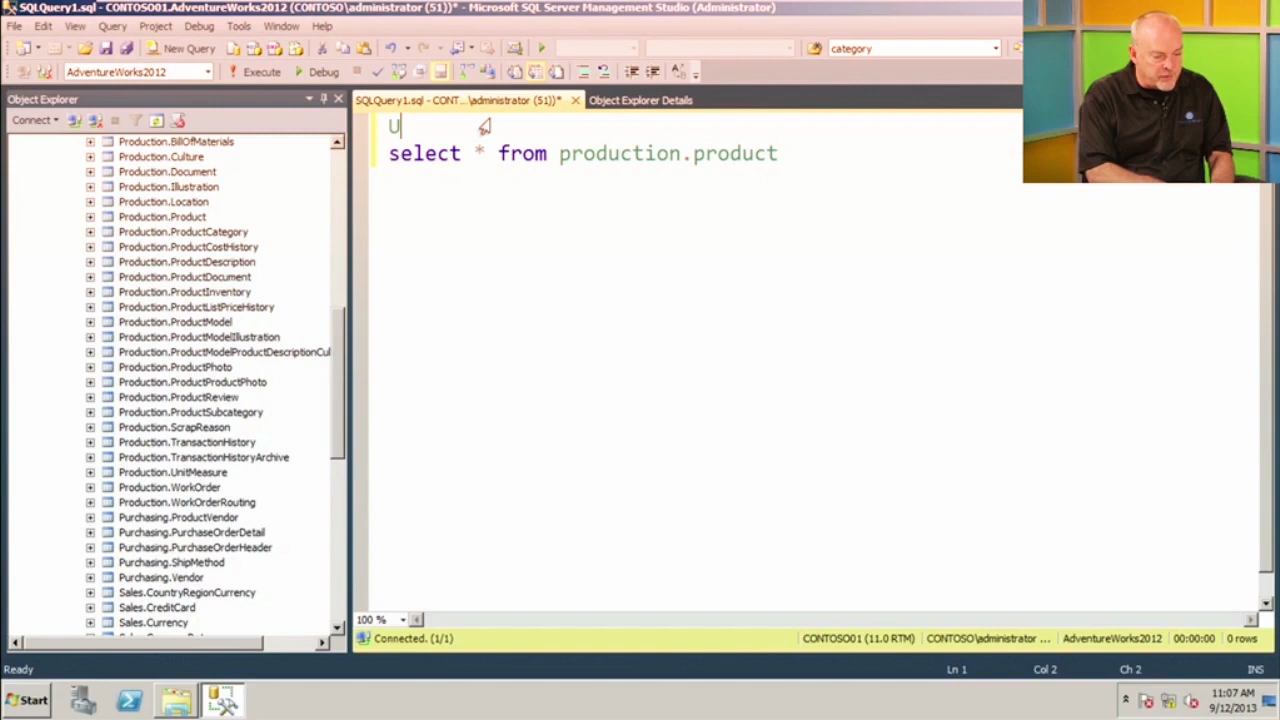 SQLQuery1.sql - CONTOSO01.AdventureWorks2012 (CONTOSO\administrator (51))* - Microsoft SQL Server Management Studio (Administrator)
File Edit View Query Project Debug Tools Window Help
New Query
category
AdventureWorks2012
Execute
Debug
Object Explorer
SQLQuery1.sql - CONT...\administrator (51))*
Object Explorer Details
Connect
U
select * from production.product
Production.BillOfMaterials
Production.Culture
Production.Document
Production.Illustration
Production.Location
Production.Product
Production.ProductCategory
Production.ProductCostHistory
Production.ProductDescription
Production.ProductDocument
Production.ProductInventory
Production.ProductListPriceHistory
Production.ProductModel
Production.ProductModelIllustration
Production.ProductModelProductDescriptionCul
Production.ProductPhoto
Production.ProductProductPhoto
Production.ProductReview
Production.ProductSubcategory
Production.ScrapReason
Production.TransactionHistory
Production.TransactionHistoryArchive
Production.UnitMeasure
Production.WorkOrder
Production.WorkOrderRouting
Purchasing.ProductVendor
Purchasing.PurchaseOrderDetail
Purchasing.PurchaseOrderHeader
Purchasing.ShipMethod
Purchasing.Vendor
Sales.CountryRegionCurrency
Sales.CreditCard
Sales.Currency
100 %
Connected. (1/1)
CONTOSO01 (11.0 RTM)
CONTOSO\administrator ...
AdventureWorks2012
00:00:00
0 rows
Ready
Ln 1
Col 2
Ch 2
INS
Start
11:07 AM
9/12/2013